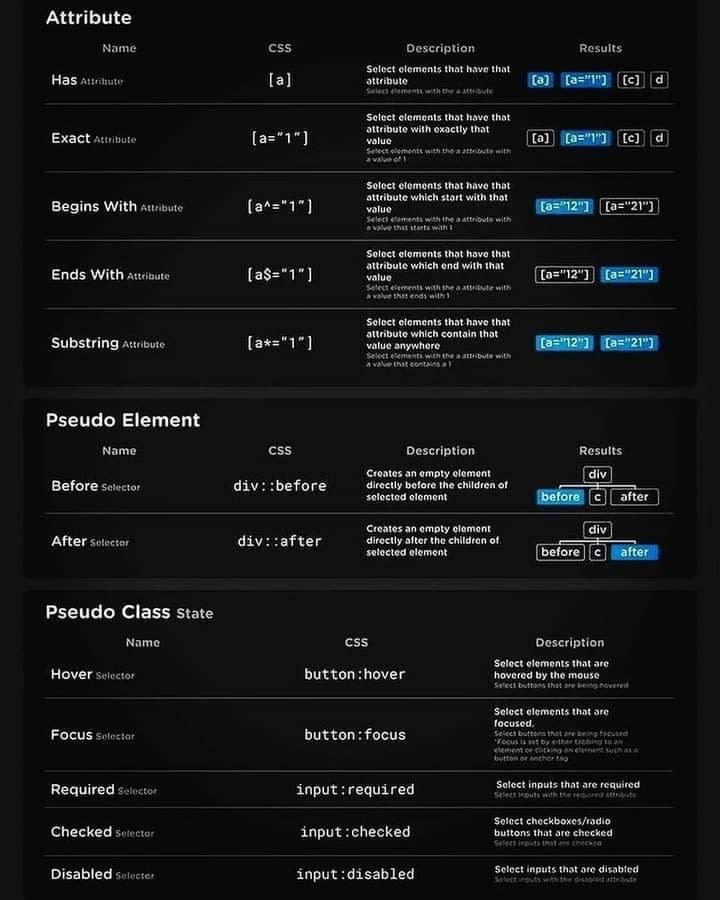 Attribute
Name CSS Description Results
Has Attribute [a] Select elements that have that
attribute
Select elements with the a attribute
[a] [a="1"] [c] d
Exact Attribute [a="1"] Select elements that have that
attribute with exactly that
value
Select elements with the a attribute with
a value of 1
[a] [a="1"] [c] d
Begins With Attribute [a^="1"] Select elements that have that
attribute which start with that
value
Select elements with the a attribute with
a value that starts with 1
[a="12"] [a="21"]
Ends With Attribute [a$="1"] Select elements that have that
attribute which end with that
value
Select elements with the a attribute with
a value that ends with 1
[a="12"] [a="21"]
Substring Attribute [a*="1"] Select elements that have that
attribute which contain that
value anywhere
Select elements with the a attribute with
a value that contains a 1
[a="12"] [a="21"]
Pseudo Element
Name CSS Description Results
Before Selector div::before Creates an empty element
directly before the children of
selected element
div
before c after
After Selector div::after Creates an empty element
directly after the children of
selected element
div
before c after
Pseudo Class State
Name CSS Description
Hover Selector button:hover Select elements that are
hovered by the mouse
Select buttons that are being hovered
Focus Selector button:focus Select elements that are
focused.
Select buttons that are being focused
*Focus is set by either tabbing to an
element or clicking an element such as a
button or anchor tag
Required Selector input:required Select inputs that are required
Select inputs with the required attribute
Checked Selector input:checked Select checkboxes/radio
buttons that are checked
Select inputs that are checked
Disabled Selector input:disabled Select inputs that are disabled
Select inputs with the disabled attribute